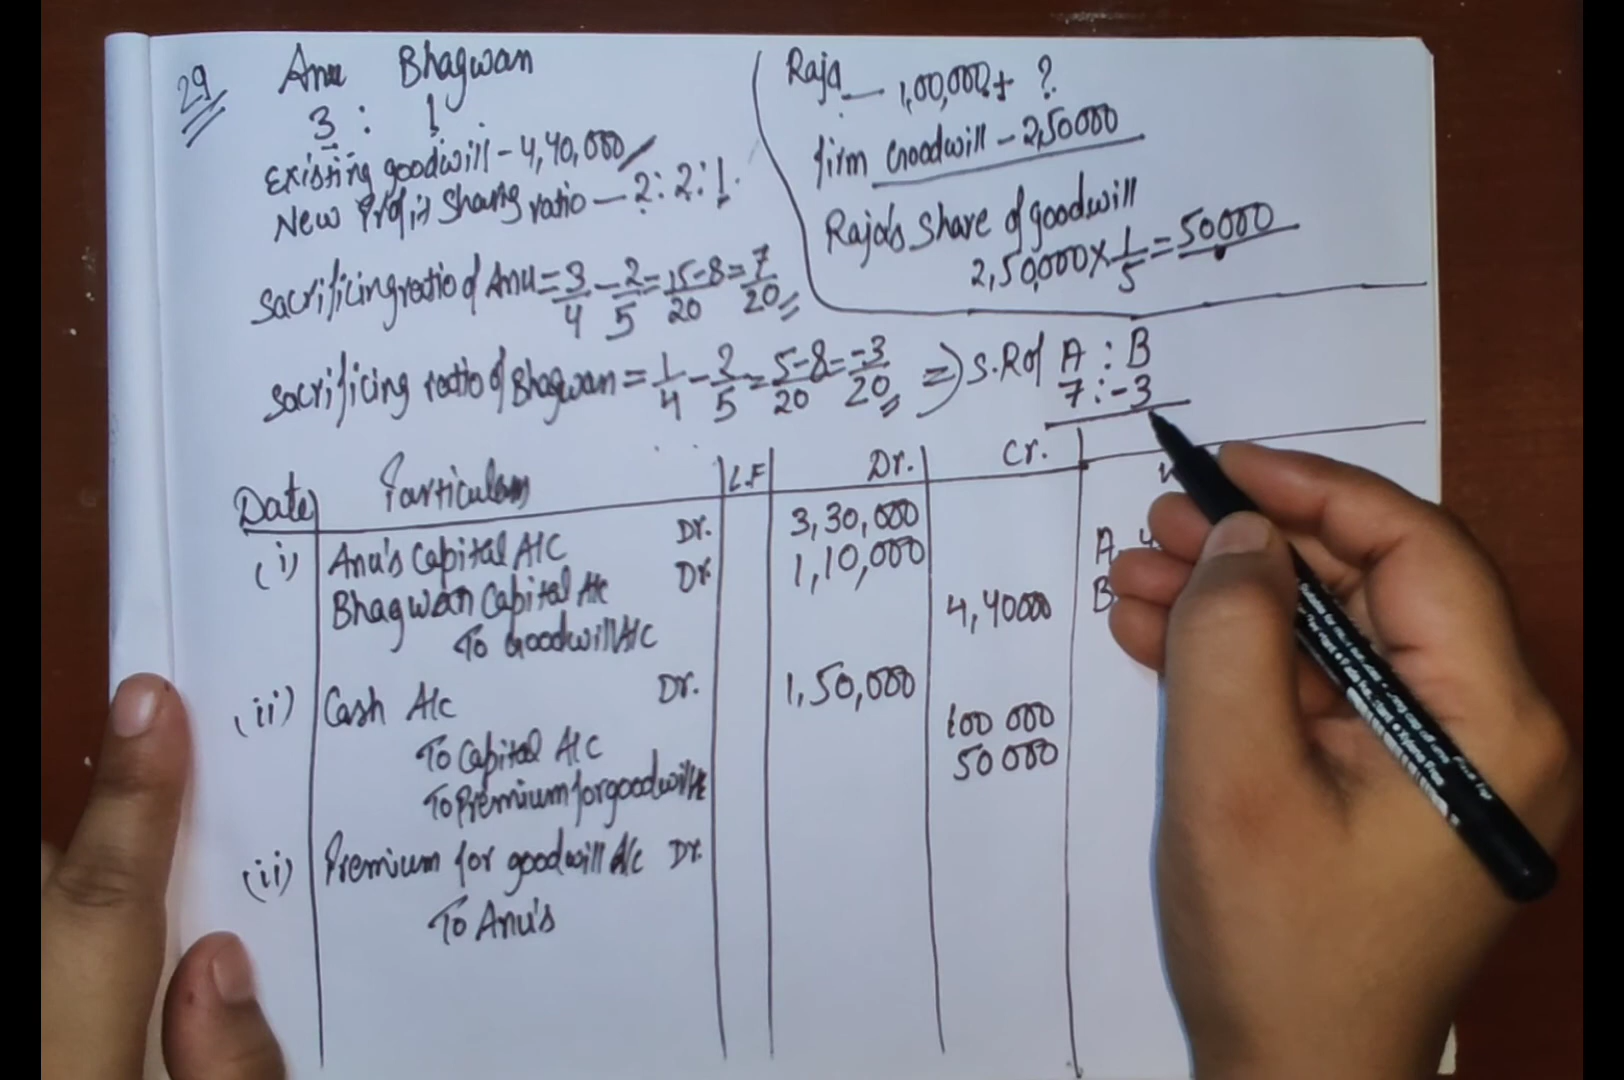 29
Anu Bhagwan
3 : 1
Existing goodwill - 4,40,000
New Profit Sharing ratio - 2:2:1.
Raja - 1,00,000 + ?
firm Goodwill - 250000
Raja's Share of goodwill
2,50,000 × 1/5 = 50000
Sacrificing ratio of Anu = 3/4 - 2/5 = 15-8/20 = 7/20
Sacrificing ratio of Bhagwan = 1/4 - 2/5 = 5-8/20 = -3/20 => S.R of A : B
7 : -3
Date Particulars L.F Dr. Cr.
(i) Anu's Capital A/C Dr. 3,30,000
Bhagwan Capital A/c Dr 1,10,000
To Goodwill A/C 4,40000
A
B
(ii) Cash A/c Dr. 1,50,000
To Capital A/C 100 000
To Premium for goodwill A/c 50 000
(ii) Premium for goodwill A/c Dr.
To Anu's